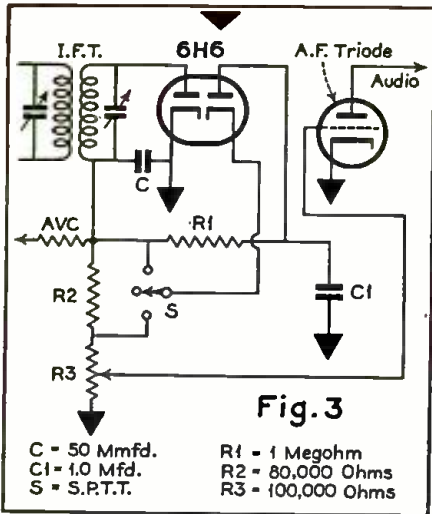 I.F.T.
6H6
A.F. Triode
Audio
C
AVC
R1
R2
S
C1
R3
Fig. 3
C = 50 Mmfd.
C1 = 1.0 Mfd.
S = S.P.T.T.
R1 = 1 Megohm
R2 = 80,000 Ohms
R3 = 100,000 Ohms